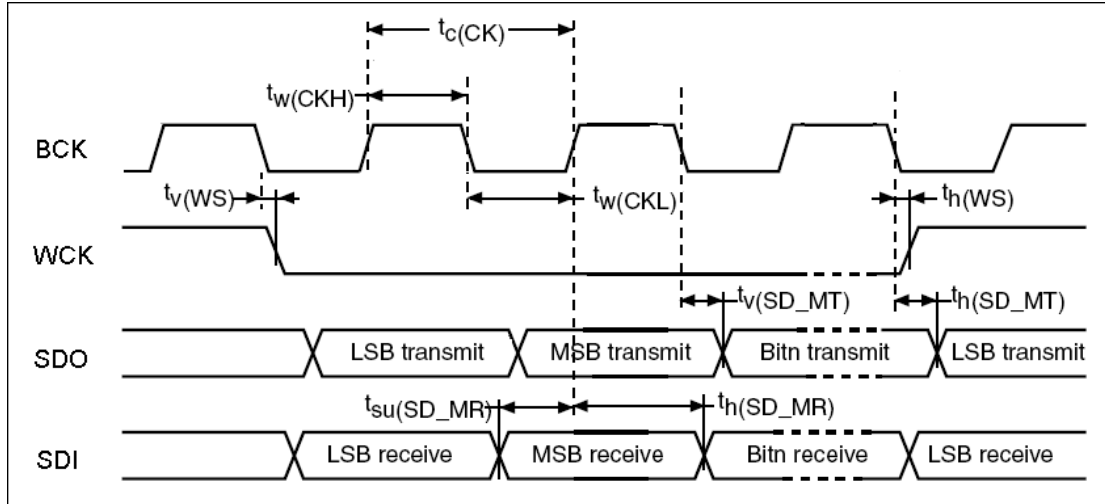 tc(CK)
tw(CKH)
BCK
tv(WS)
tw(CKL)
th(WS)
WCK
tv(SD_MT)
th(SD_MT)
SDO
LSB transmit
MSB transmit
Bitn transmit
LSB transmit
tsu(SD_MR)
th(SD_MR)
SDI
LSB receive
MSB receive
Bitn receive
LSB receive